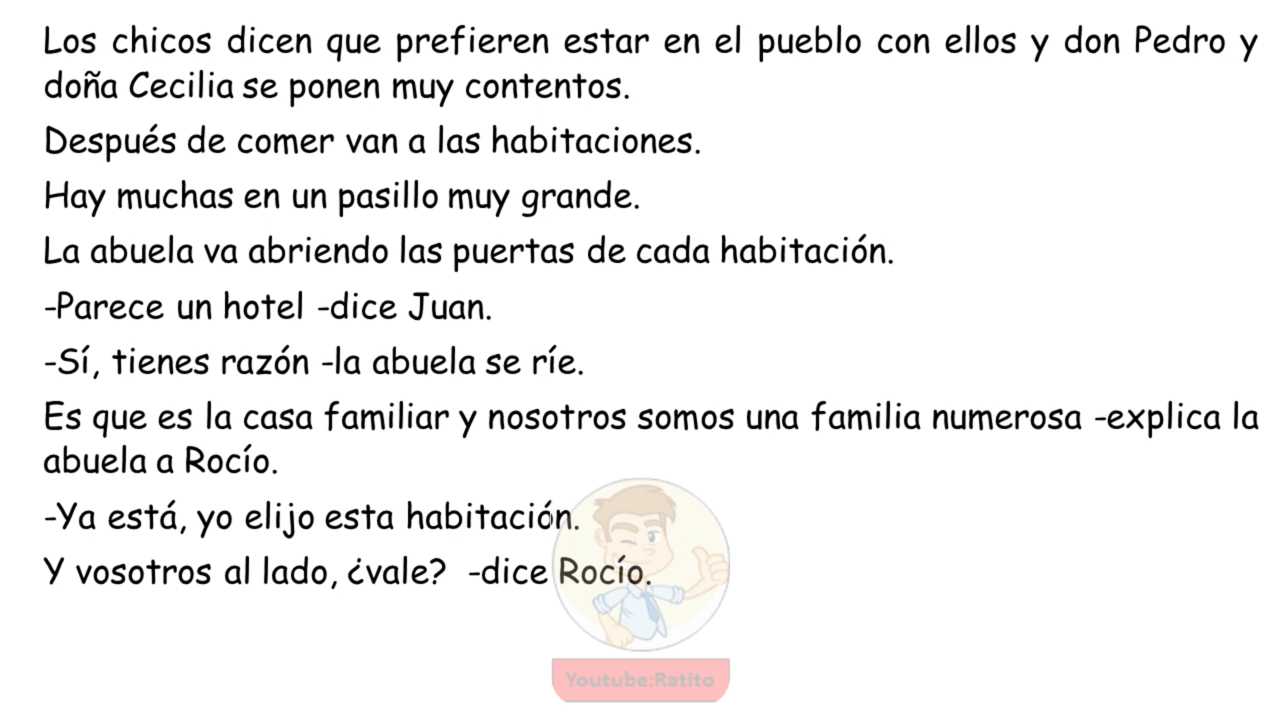 Los chicos dicen que prefieren estar en el pueblo con ellos y don Pedro y
doña Cecilia se ponen muy contentos.
Después de comer van a las habitaciones.
Hay muchas en un pasillo muy grande.
La abuela va abriendo las puertas de cada habitación.
-Parece un hotel -dice Juan.
-Sí, tienes razón -la abuela se ríe.
Es que es la casa familiar y nosotros somos una familia numerosa -explica la
abuela a Rocío.
-Ya está, yo elijo esta habitación.
Y vosotros al lado, ¿vale?  -dice Rocío.
Youtube:Ratito